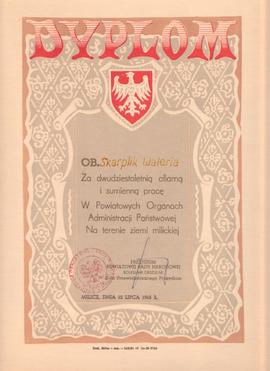 DYPLOM
OB. Skarplik Waleria
Za dwudziestoletnią ofiarną
i sumienną pracę
W Powiatowych Organach
Administracji Państwowej
Na terenie ziemi milickiej
PREZYDIUM
POWIATOWEJ RADY NARODOWEJ
MILICZ, DNIA 22 LIPCA 1965 R.